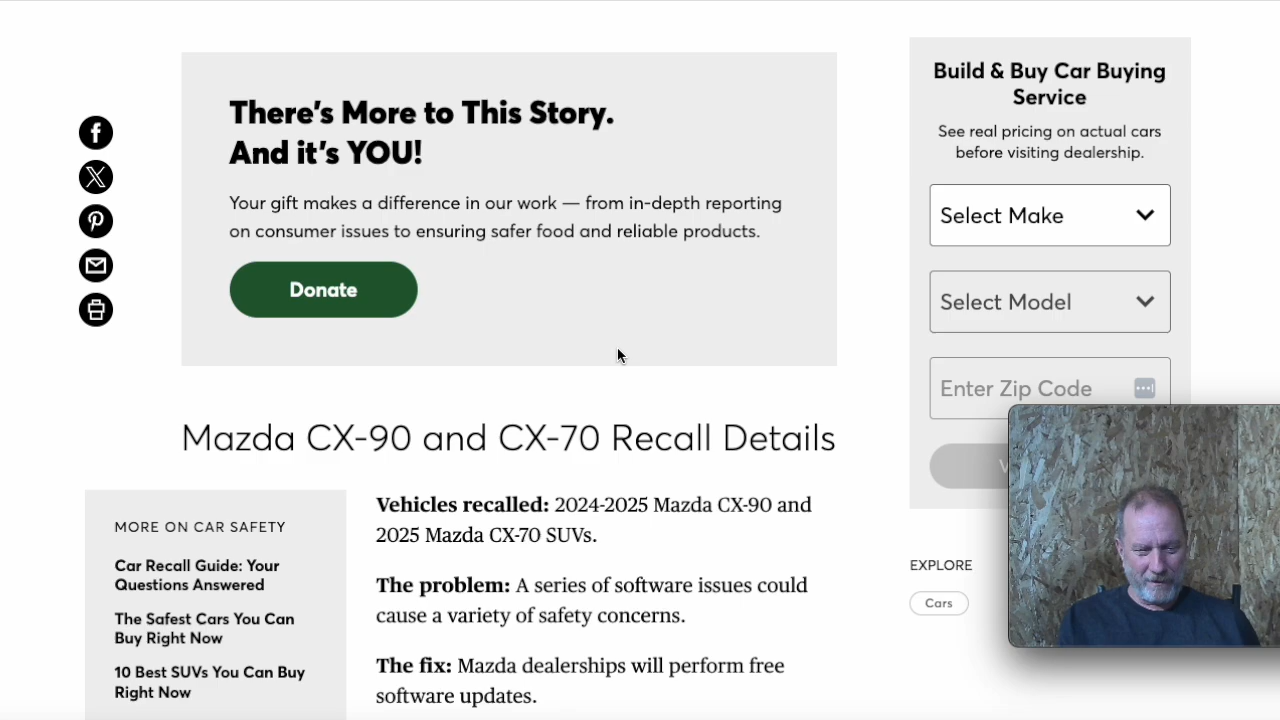 There's More to This Story.
And it's YOU!
Your gift makes a difference in our work — from in-depth reporting
on consumer issues to ensuring safer food and reliable products.
Donate
Mazda CX-90 and CX-70 Recall Details
MORE ON CAR SAFETY
Car Recall Guide: Your
Questions Answered
The Safest Cars You Can
Buy Right Now
10 Best SUVs You Can Buy
Right Now
Vehicles recalled: 2024-2025 Mazda CX-90 and
2025 Mazda CX-70 SUVs.
The problem: A series of software issues could
cause a variety of safety concerns.
The fix: Mazda dealerships will perform free
software updates.
Build & Buy Car Buying
Service
See real pricing on actual cars
before visiting dealership.
Select Make
Select Model
Enter Zip Code
EXPLORE
Cars